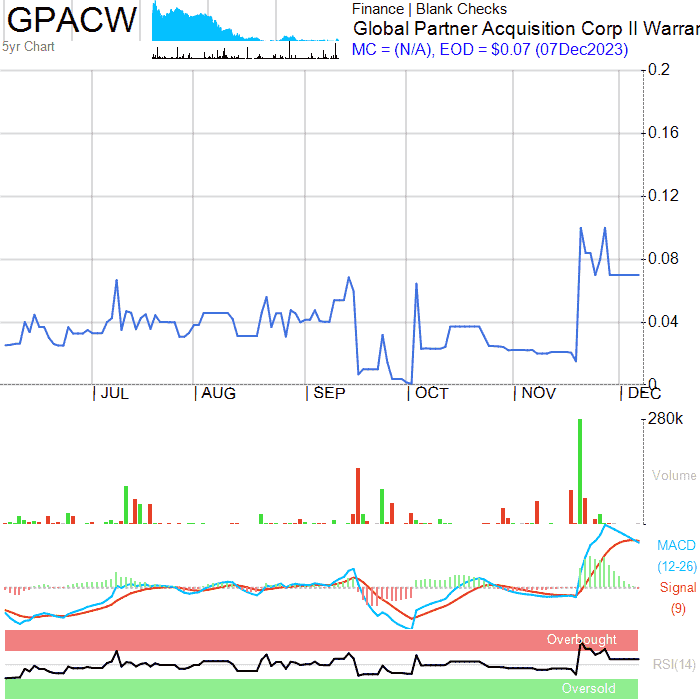 GPACW
5yr Chart
Finance | Blank Checks
Global Partner Acquisition Corp II Warrar
MC = (N/A), EOD = $0.07 (07Dec2023)
0.2
0.16
0.12
0.08
0.04
0
JUL AUG SEP OCT NOV DEC
280k
Volume
MACD
(12-26)
Signal
(9)
Overbought
RSI(14)
Oversold